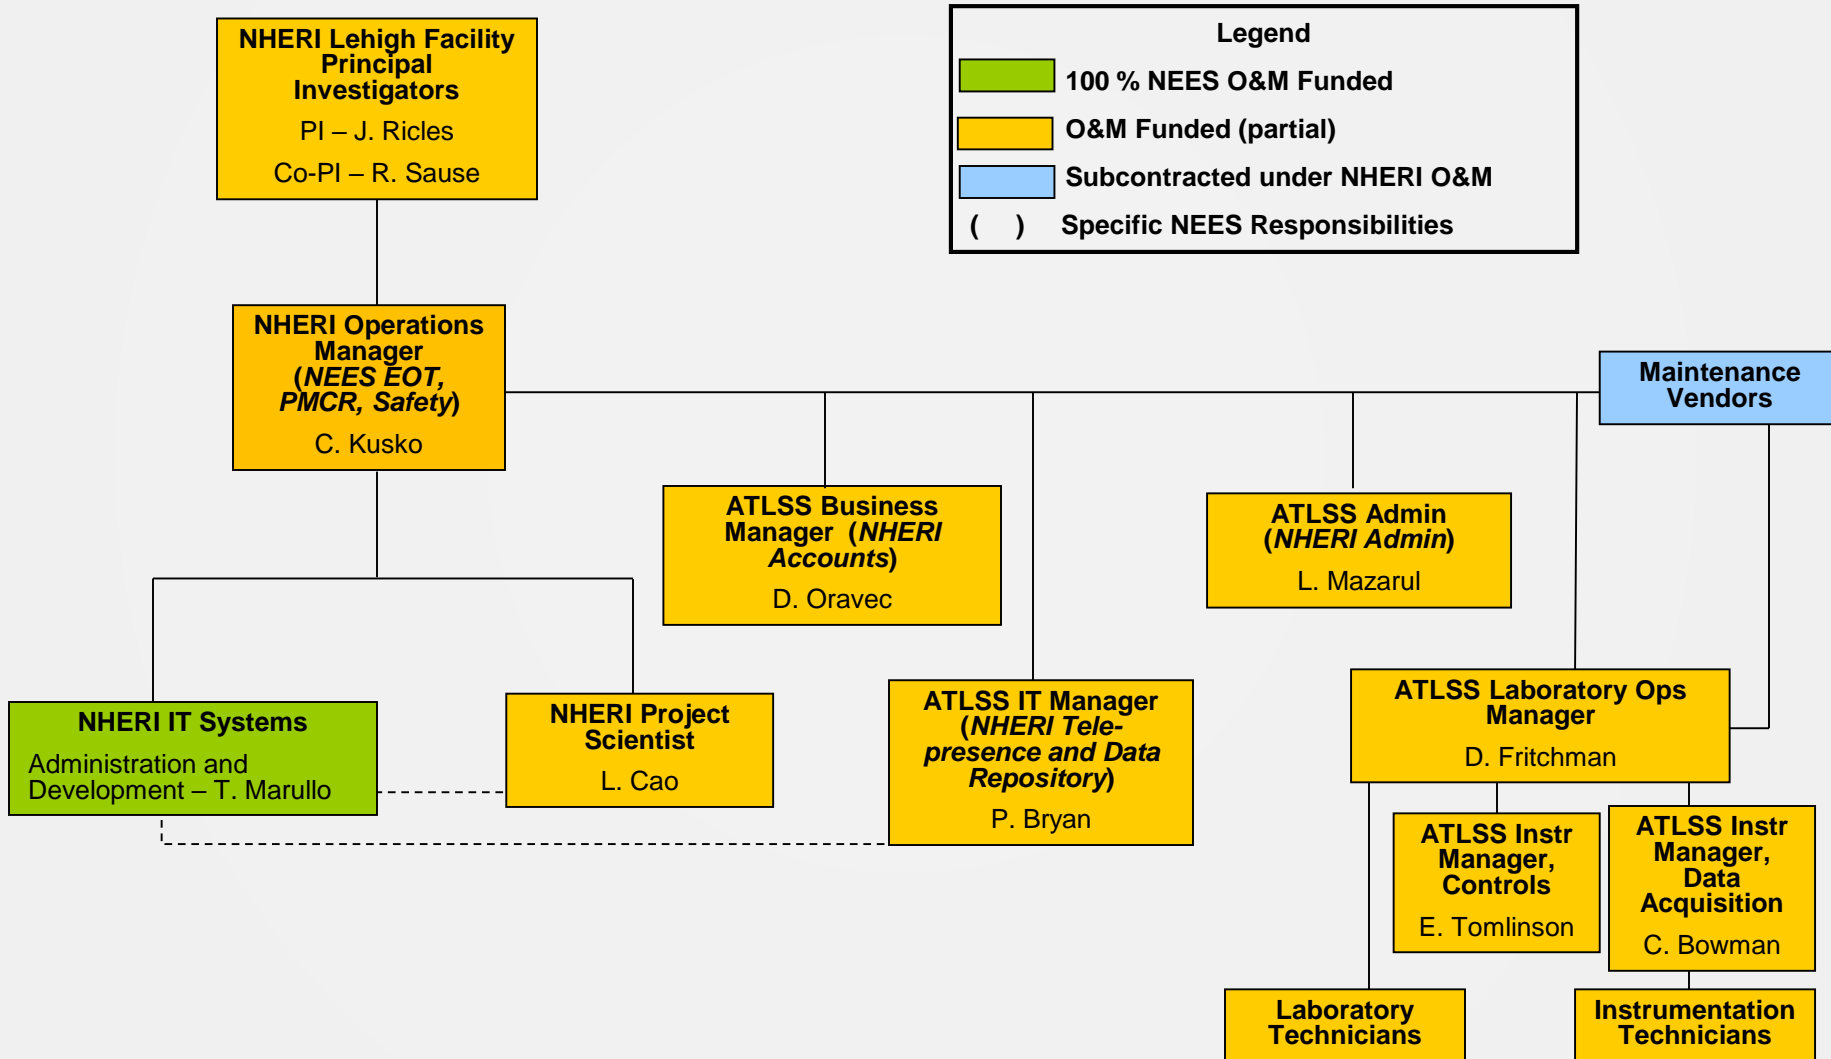 NHERI Lehigh Facility
Principal
Investigators
PI – J. Ricles
Co-PI – R. Sause
Legend
100 % NEES O&M Funded
O&M Funded (partial)
Subcontracted under NHERI O&M
( ) Specific NEES Responsibilities
NHERI Operations
Manager
(NEES EOT,
PMCR, Safety)
C. Kusko
Maintenance
Vendors
ATLSS Business
Manager (NHERI
Accounts)
D. Oravec
ATLSS Admin
(NHERI Admin)
L. Mazarul
NHERI IT Systems
Administration and
Development – T. Marullo
NHERI Project
Scientist
L. Cao
ATLSS IT Manager
(NHERI Tele-
presence and Data
Repository)
P. Bryan
ATLSS Laboratory Ops
Manager
D. Fritchman
ATLSS Instr
Manager,
Controls
E. Tomlinson
ATLSS Instr
Manager,
Data
Acquisition
C. Bowman
Laboratory
Technicians
Instrumentation
Technicians